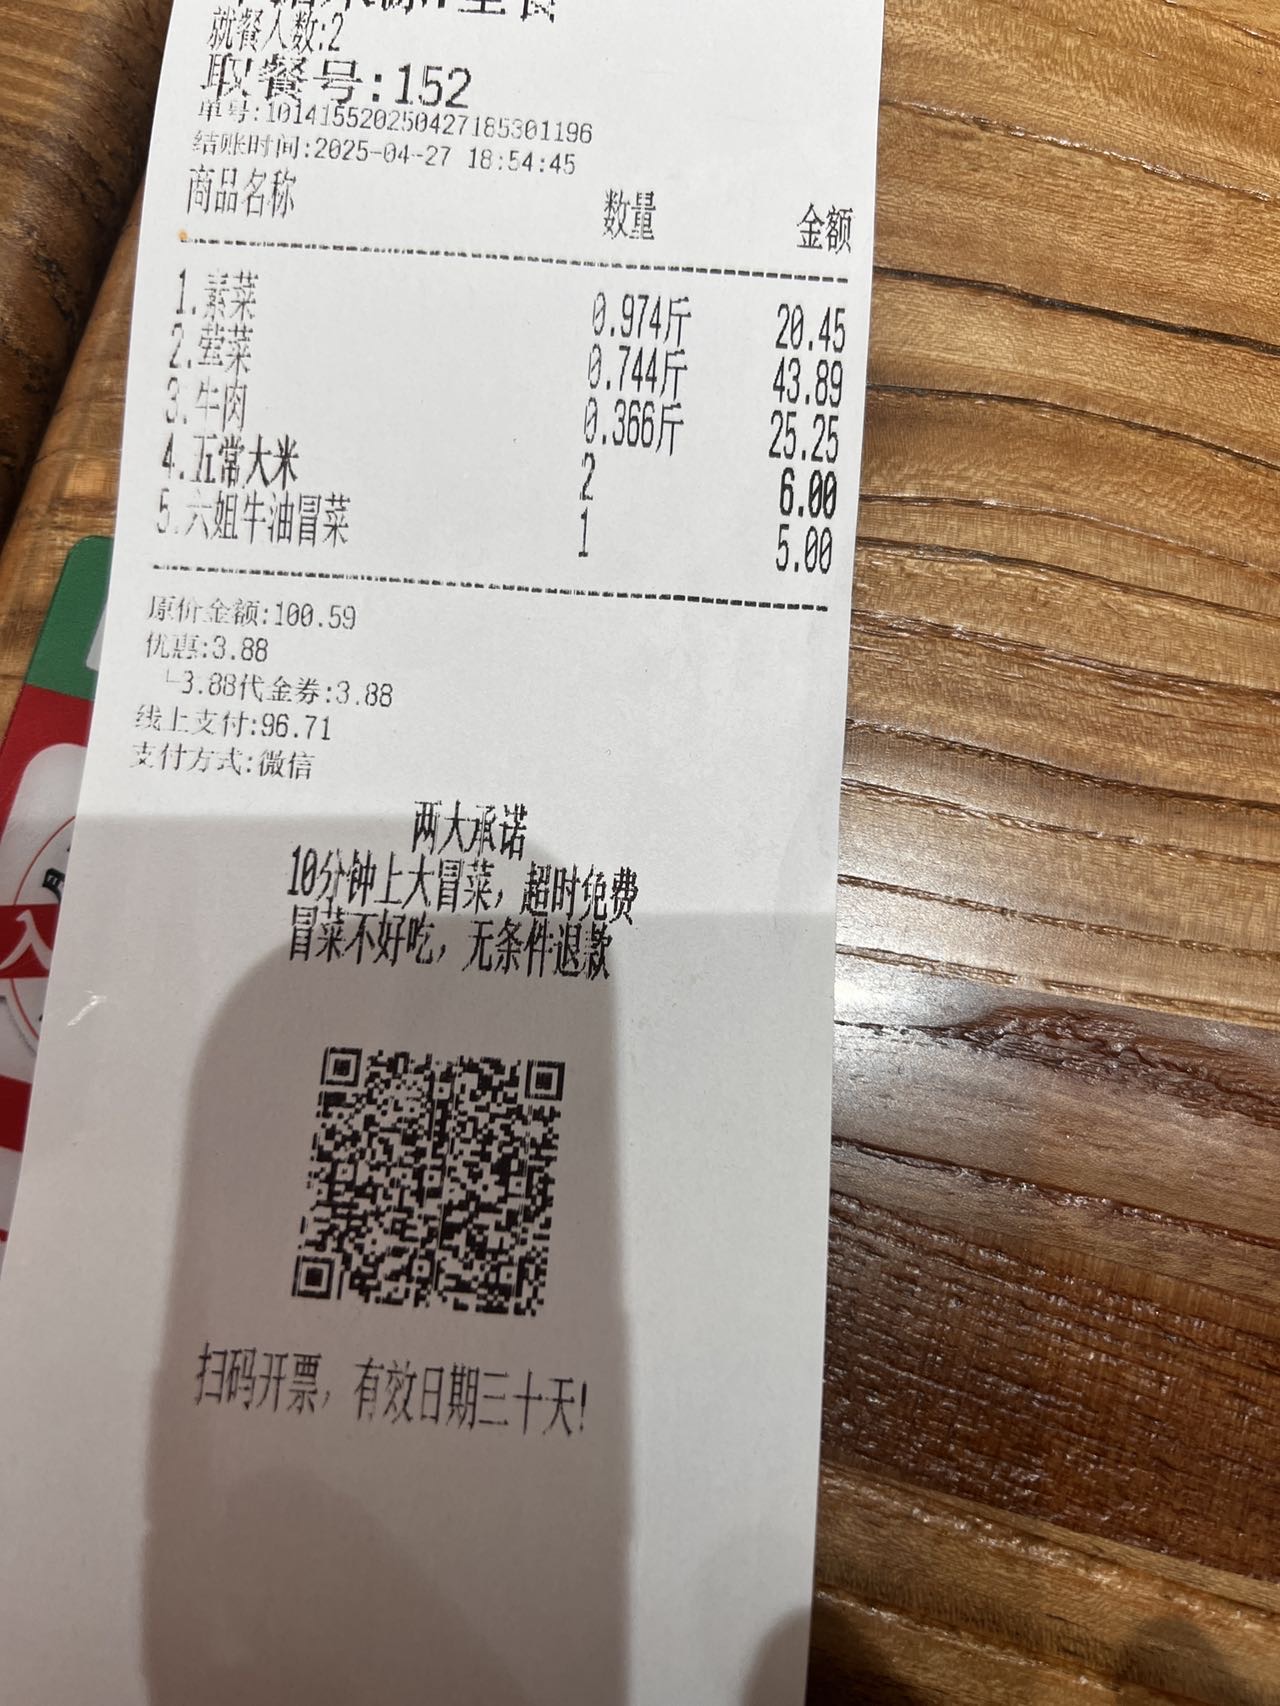 就餐人数:2
取餐号:152
单号:10141552025042718530​1196
结账时间:2025-04-27 18:54:45
商品名称 数量 金额
1.素菜 0.974斤 20.45
2.荤菜 0.744斤 43.89
3.牛肉 0.366斤 25.25
4.五常大米 2 6.00
5.六姐牛油冒菜 1 5.00
原价金额:100.59
优惠:3.88
└3.88代金券:3.88
线上支付:96.71
支付方式:微信
两大承诺
10分钟上大冒菜，超时免费
冒菜不好吃，无条件退款
扫码开票，有效日期三十天!
入